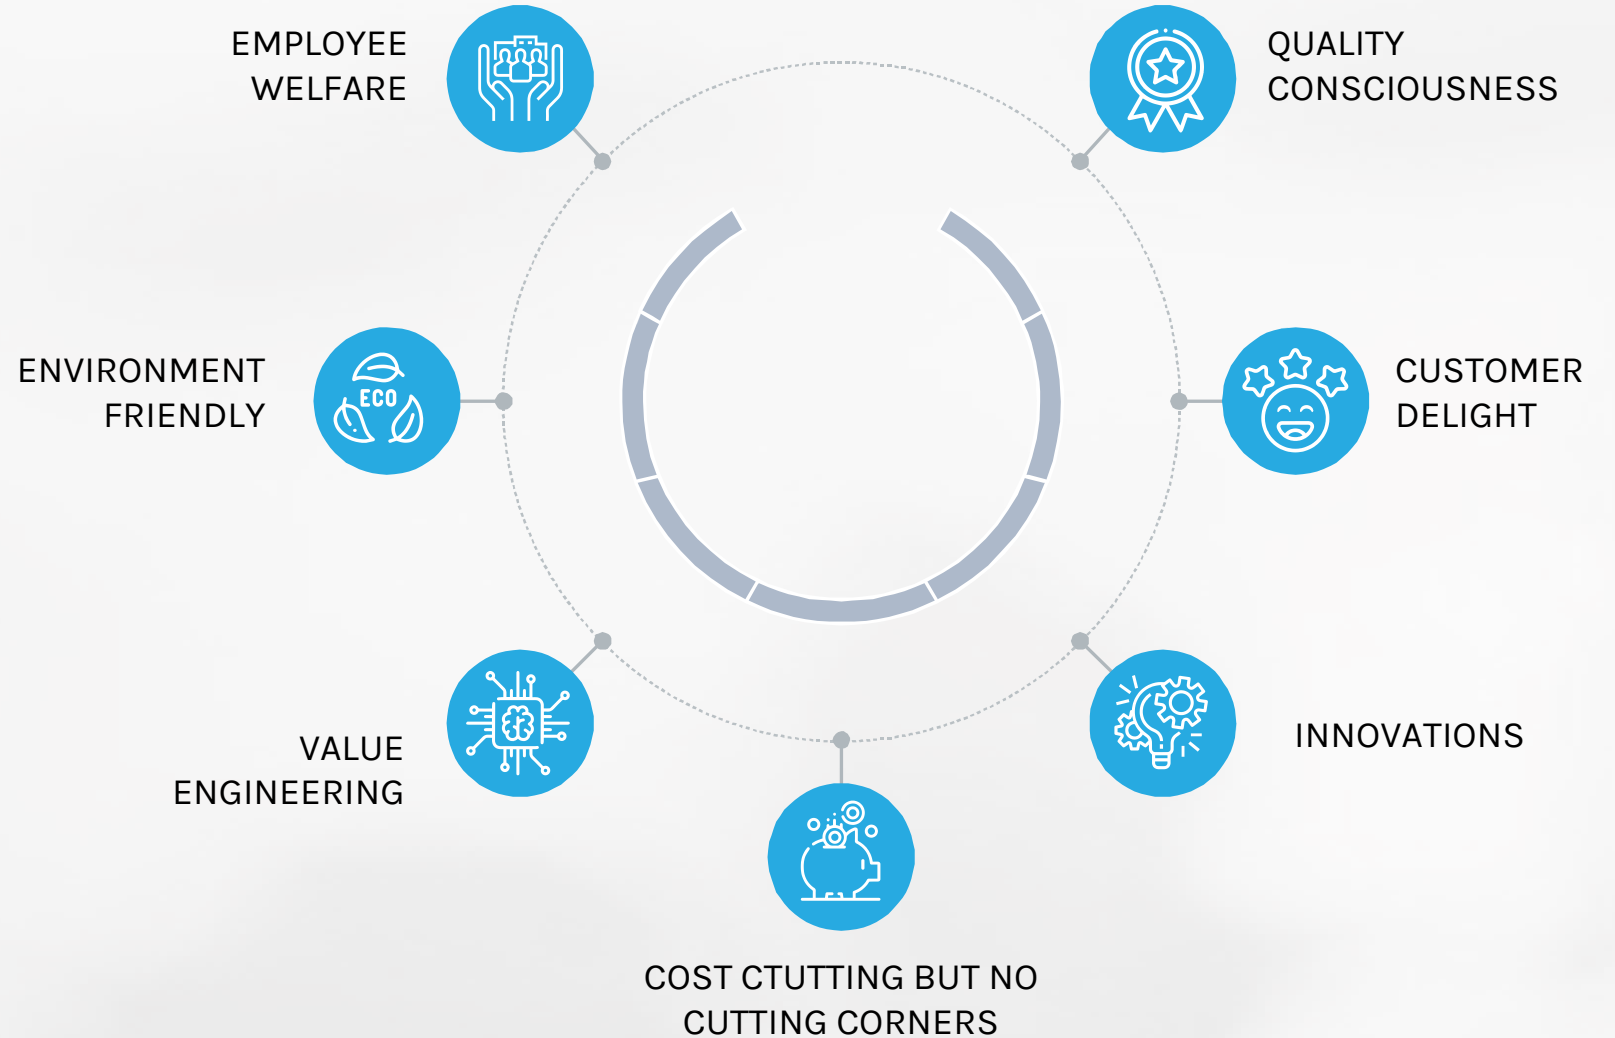 EMPLOYEE
WELFARE
QUALITY
CONSCIOUSNESS
ENVIRONMENT
FRIENDLY
ECO
CUSTOMER
DELIGHT
VALUE
ENGINEERING
INNOVATIONS
COST CTUTTING BUT NO
CUTTING CORNERS